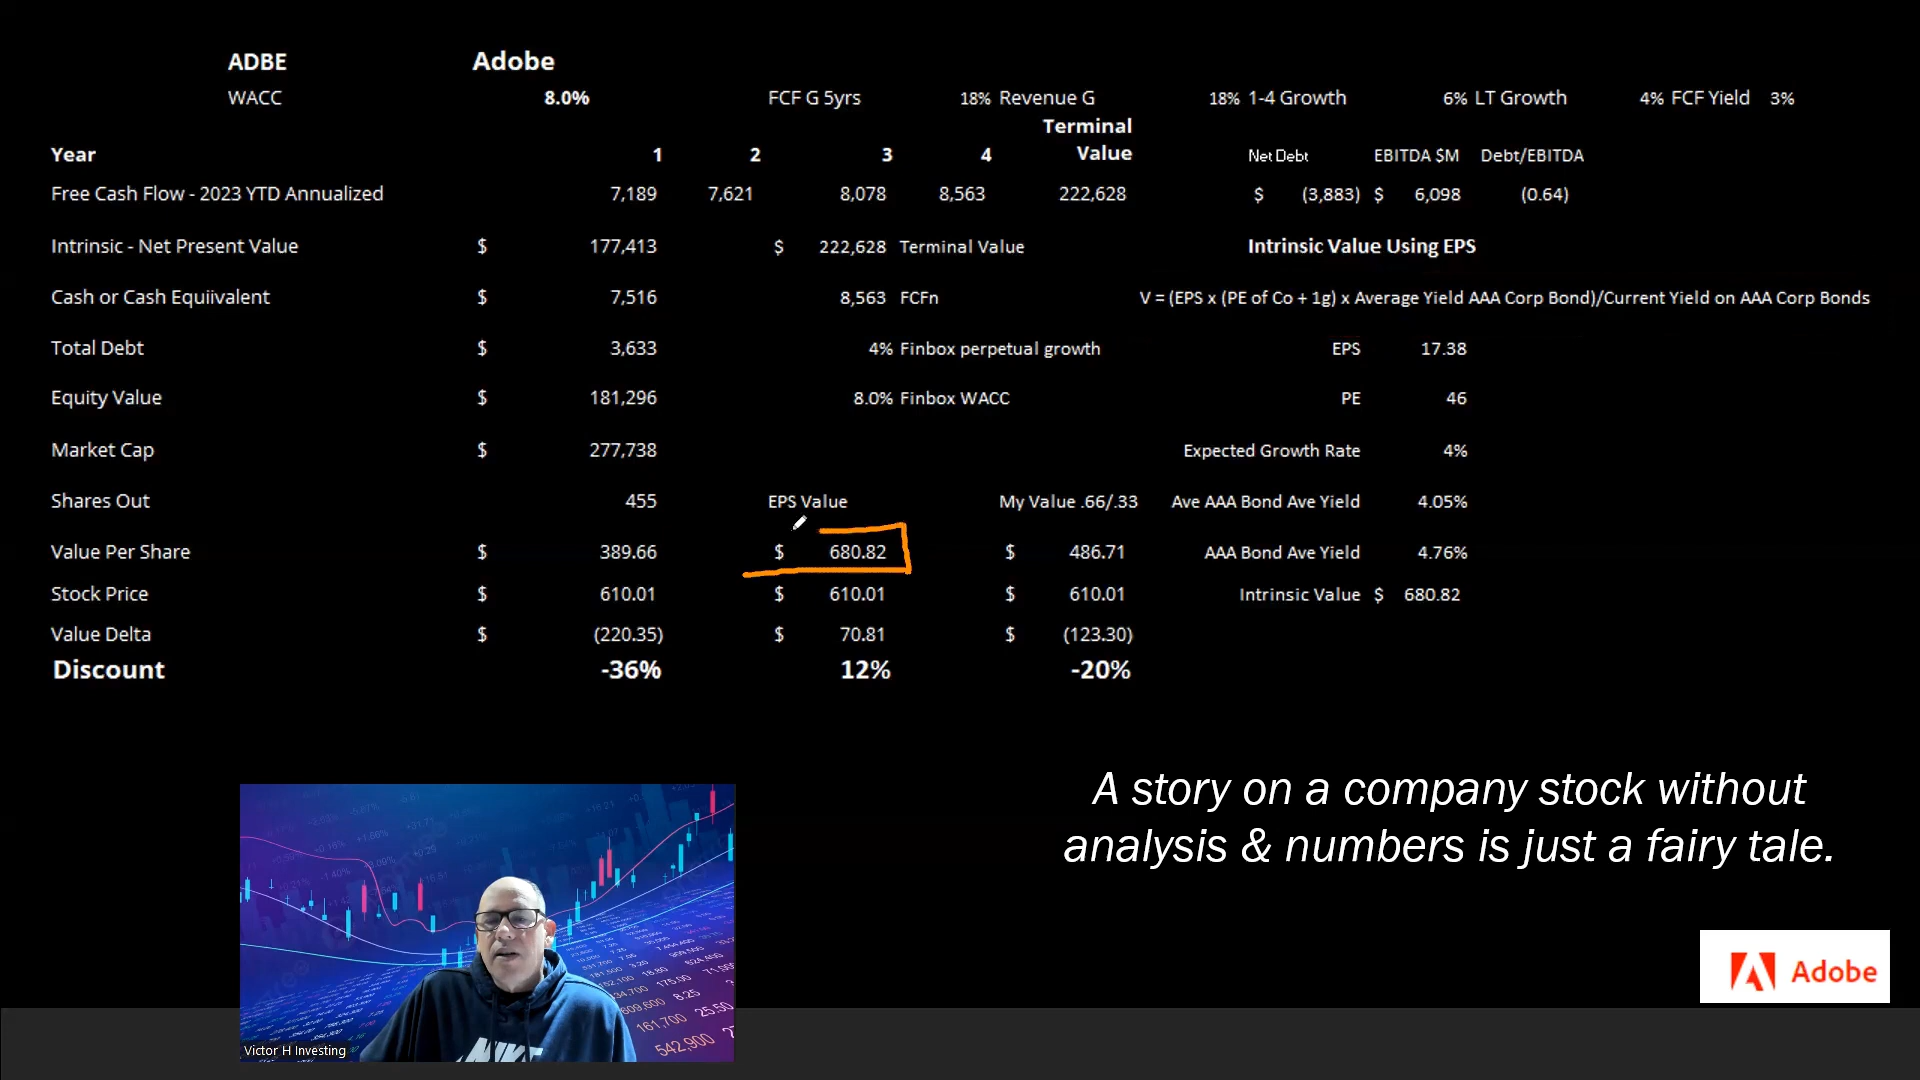 ADBE Adobe
WACC 8.0% FCF G 5yrs 18% Revenue G 18% 1-4 Growth 6% LT Growth 4% FCF Yield 3%
Terminal
Year 1 2 3 4 Value Net Debt EBITDA $M Debt/EBITDA
Free Cash Flow - 2023 YTD Annualized 7,189 7,621 8,078 8,563 222,628 $ (3,883) $ 6,098 (0.64)
Intrinsic - Net Present Value $ 177,413 $ 222,628 Terminal Value Intrinsic Value Using EPS
Cash or Cash Equiivalent $ 7,516 8,563 FCFn V = (EPS x (PE of Co + 1g) x Average Yield AAA Corp Bond)/Current Yield on AAA Corp Bonds
Total Debt $ 3,633 4% Finbox perpetual growth EPS 17.38
Equity Value $ 181,296 8.0% Finbox WACC PE 46
Market Cap $ 277,738 Expected Growth Rate 4%
Shares Out 455 EPS Value My Value .66/.33 Ave AAA Bond Ave Yield 4.05%
Value Per Share $ 389.66 $ 680.82 $ 486.71 AAA Bond Ave Yield 4.76%
Stock Price $ 610.01 $ 610.01 $ 610.01 Intrinsic Value $ 680.82
Value Delta $ (220.35) $ 70.81 $ (123.30)
Discount -36% 12% -20%
A story on a company stock without
analysis & numbers is just a fairy tale.
Adobe
Victor H Investing